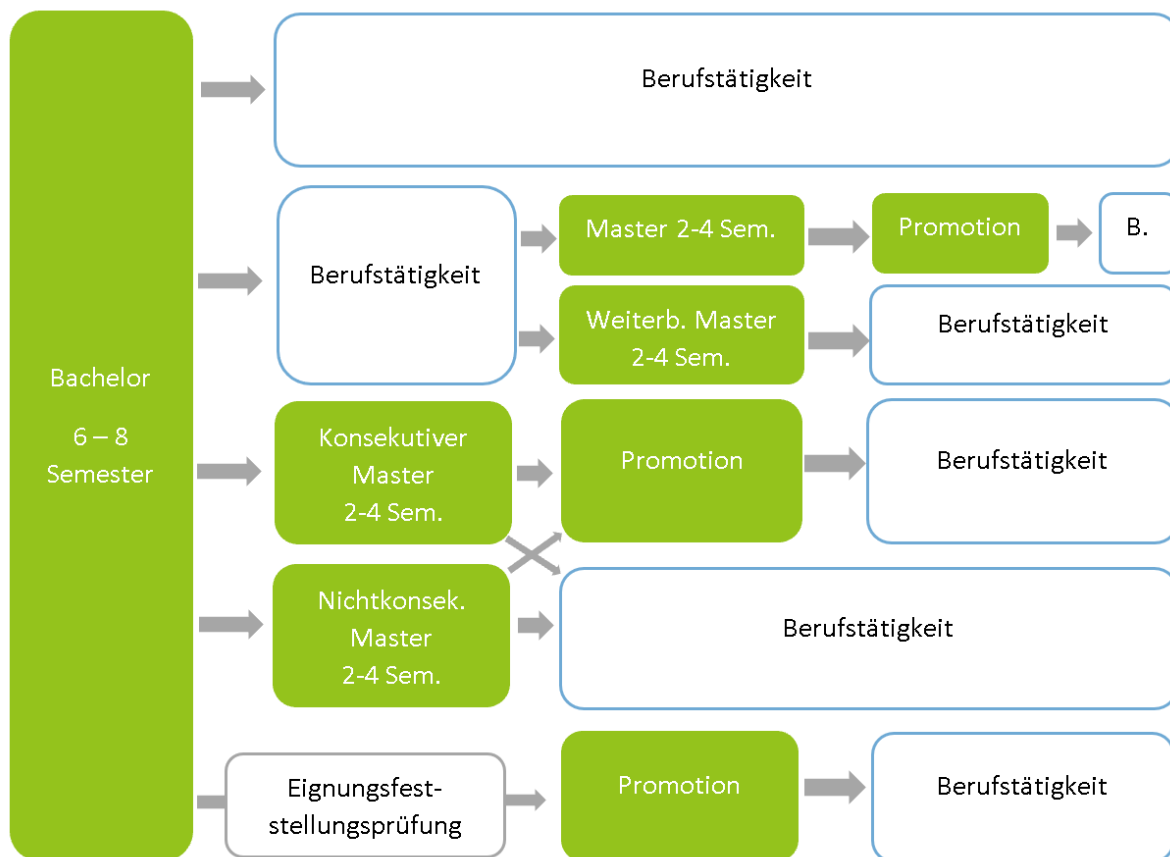 Berufstätigkeit
Bachelor
6 – 8
Semester
Berufstätigkeit
Master 2-4 Sem.
Promotion
B.
Weiterb. Master
2-4 Sem.
Berufstätigkeit
Konsekutiver
Master
2-4 Sem.
Promotion
Berufstätigkeit
Nichtkonsek.
Master
2-4 Sem.
Berufstätigkeit
Eignungsfest-
stellungsprüfung
Promotion
Berufstätigkeit